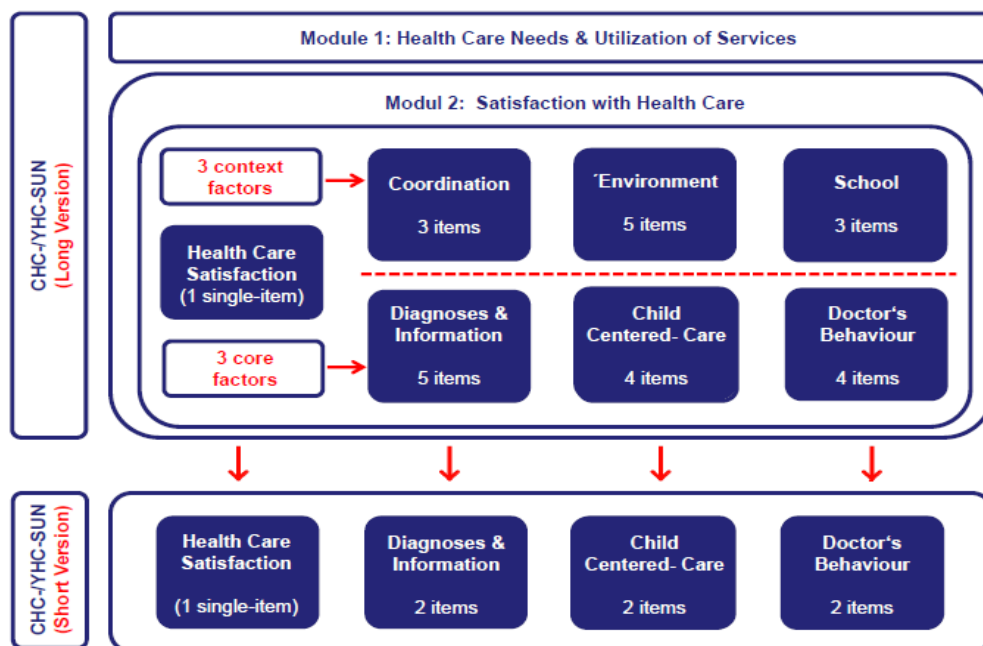 CHC-/YHC-SUN
(Long Version)
Module 1: Health Care Needs & Utilization of Services
Modul 2:  Satisfaction with Health Care
3 context
factors
Coordination
3 items
´Environment
5 items
School
3 items
Health Care
Satisfaction
(1 single-item)
3 core
factors
Diagnoses &
Information
5 items
Child
Centered- Care
4 items
Doctor‘s
Behaviour
4 items
CHC-/YHC-SUN
(Short Version)
Health Care
Satisfaction
(1 single-item)
Diagnoses &
Information
2 items
Child
Centered- Care
2 items
Doctor‘s
Behaviour
2 items